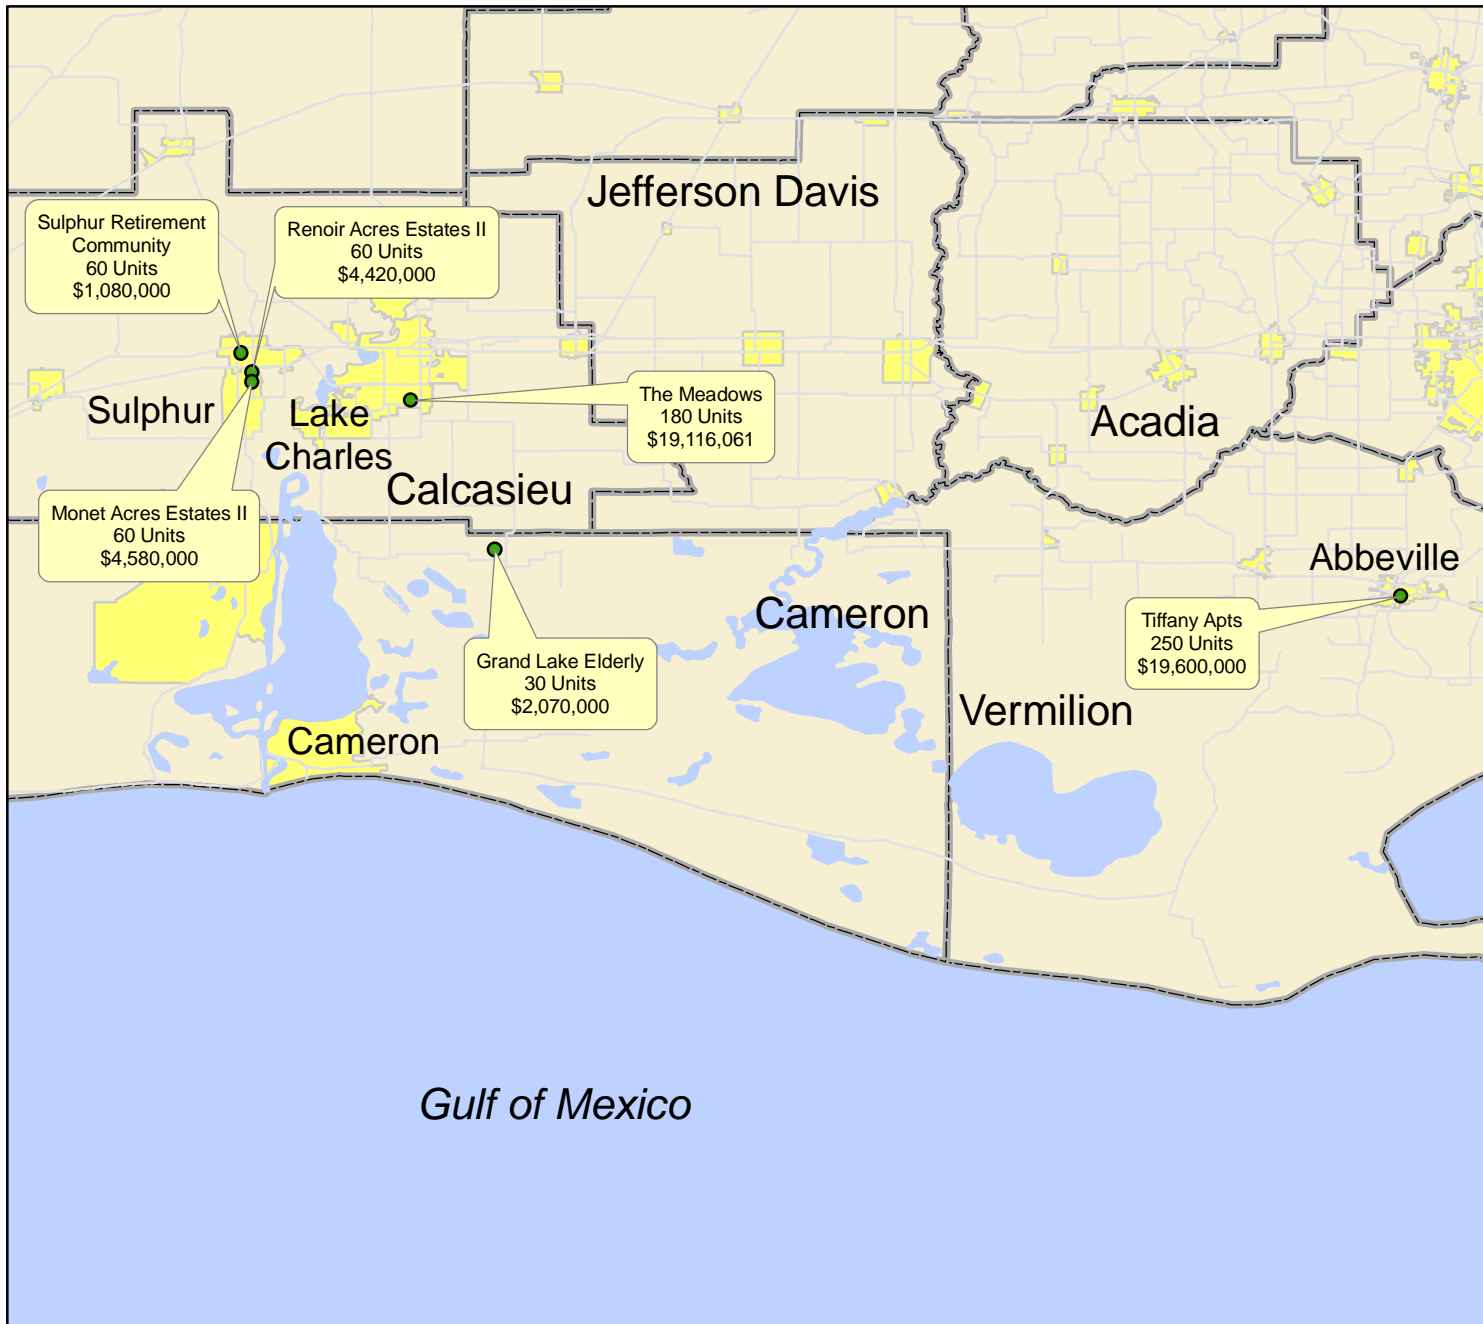 Jefferson Davis
Sulphur Retirement
Community
60 Units
$1,080,000
Renoir Acres Estates II
60 Units
$4,420,000
The Meadows
180 Units
$19,116,061
Sulphur
Lake
Charles
Acadia
Calcasieu
Monet Acres Estates II
60 Units
$4,580,000
Abbeville
Cameron
Tiffany Apts
250 Units
$19,600,000
Grand Lake Elderly
30 Units
$2,070,000
Vermilion
Cameron
Gulf of Mexico